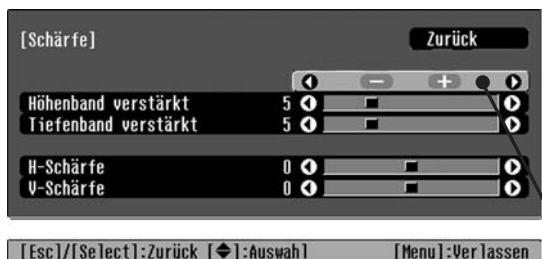 [Schärfe] Zurück
Höhenband verstärkt 5
Tiefenband verstärkt 5
H-Schärfe 0
V-Schärfe 0
[Esc]/[Select]:Zurück [◆]:Auswahl [Menu]:Verlassen